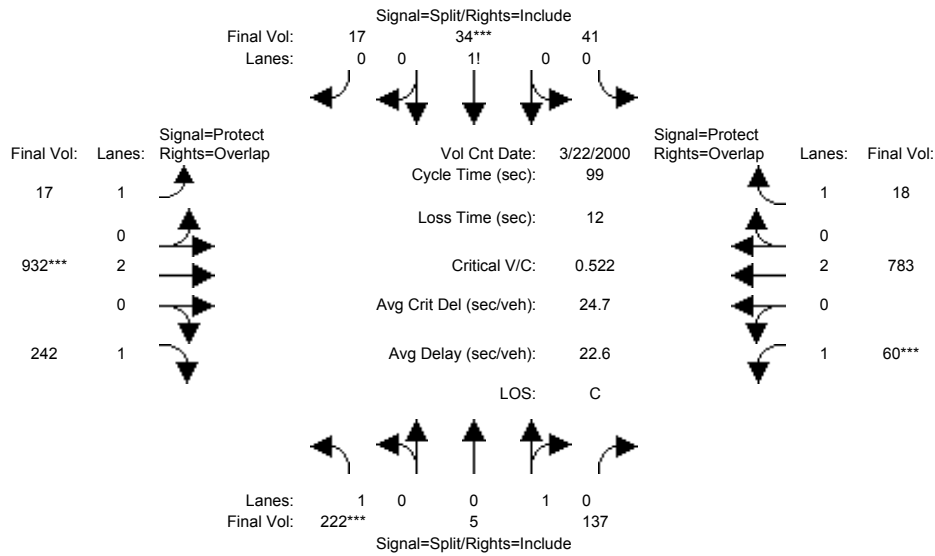 Signal=Split/Rights=Include
Final Vol: 17 34*** 41
Lanes: 0 0 1! 0 0
Signal=Protect Signal=Protect
Final Vol: Lanes: Rights=Overlap Vol Cnt Date: 3/22/2000 Rights=Overlap Lanes: Final Vol:
Cycle Time (sec): 99
17 1 1 18
Loss Time (sec): 12
0 0
932*** 2 Critical V/C: 0.522 2 783
0 Avg Crit Del (sec/veh): 24.7 0
242 1 Avg Delay (sec/veh): 22.6 1 60***
LOS: C
Lanes: 1 0 0 1 0
Final Vol: 222*** 5 137
Signal=Split/Rights=Include